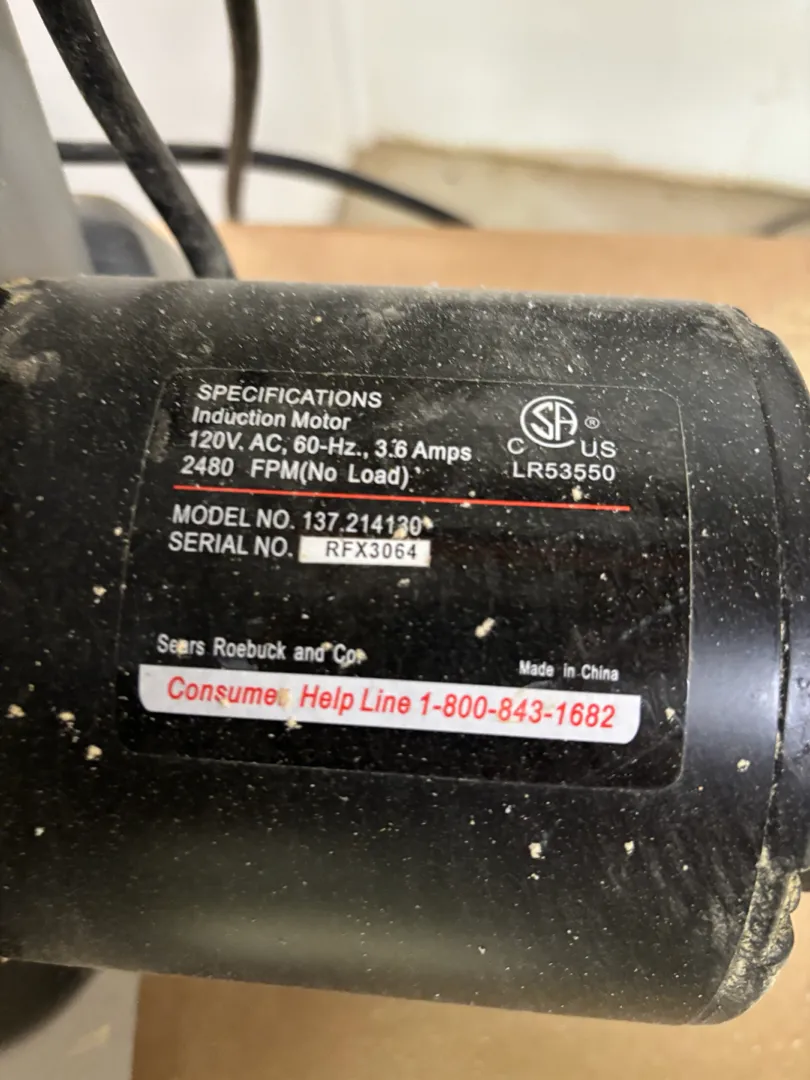 SPECIFICATIONS
Induction Motor
120V. AC, 60-Hz., 3.6 Amps
2480 FPM(No Load)
CSA®
C US
LR53550
MODEL NO. 137.214130
SERIAL NO. RFX3064
Sears Roebuck and Co.
Made in China
Consumer Help Line 1-800-843-1682